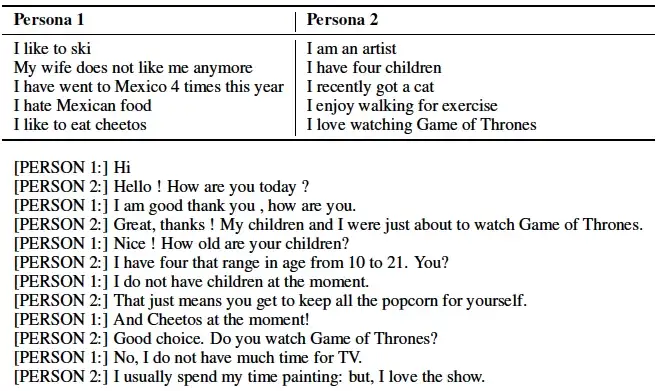 Persona 1 Persona 2
I like to ski I am an artist
My wife does not like me anymore I have four children
I have went to Mexico 4 times this year I recently got a cat
I hate Mexican food I enjoy walking for exercise
I like to eat cheetos I love watching Game of Thrones
[PERSON 1:] Hi
[PERSON 2:] Hello ! How are you today ?
[PERSON 1:] I am good thank you , how are you.
[PERSON 2:] Great, thanks ! My children and I were just about to watch Game of Thrones.
[PERSON 1:] Nice ! How old are your children?
[PERSON 2:] I have four that range in age from 10 to 21. You?
[PERSON 1:] I do not have children at the moment.
[PERSON 2:] That just means you get to keep all the popcorn for yourself.
[PERSON 1:] And Cheetos at the moment!
[PERSON 2:] Good choice. Do you watch Game of Thrones?
[PERSON 1:] No, I do not have much time for TV.
[PERSON 2:] I usually spend my time painting: but, I love the show.